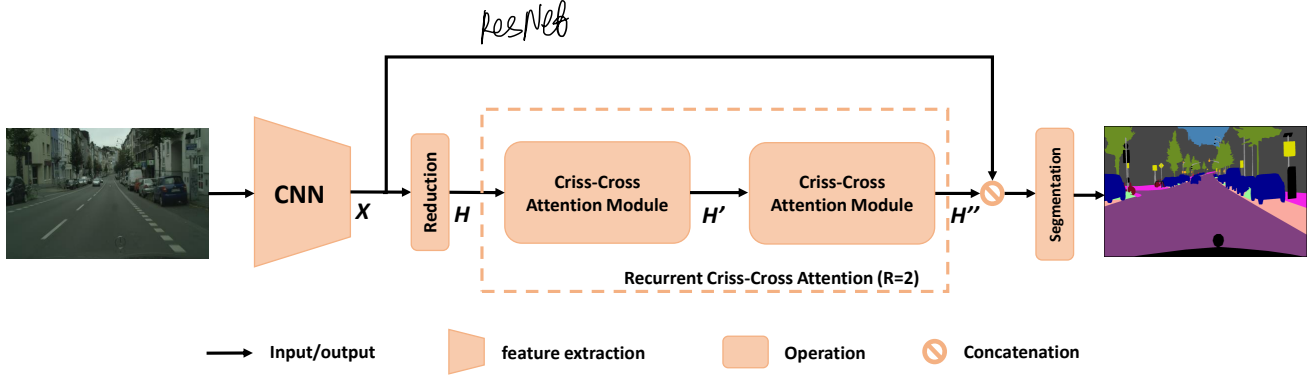 ResNet
CNN
X
Reduction
H
Criss-Cross
Attention Module
H'
Criss-Cross
Attention Module
H''
Segmentation
Recurrent Criss-Cross Attention (R=2)
Input/output
feature extraction
Operation
Concatenation